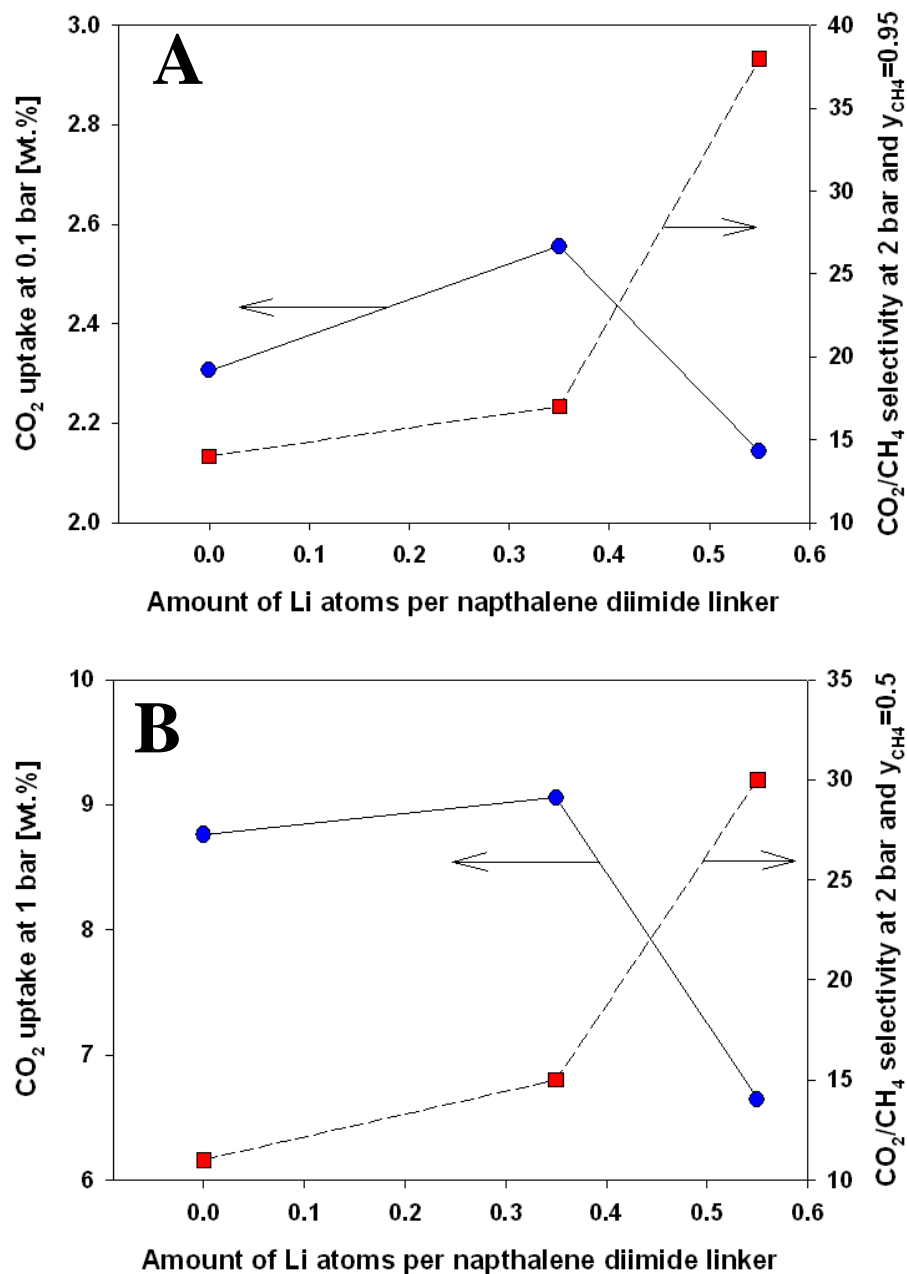 A
CO2 uptake at 0.1 bar [wt.%]
3.0
2.8
2.6
2.4
2.2
2.0
40
35
30
25
20
15
10
CO2/CH4 selectivity at 2 bar and yCH4=0.95
0.0 0.1 0.2 0.3 0.4 0.5 0.6
Amount of Li atoms per napthalene diimide linker
B
CO2 uptake at 1 bar [wt.%]
10
9
8
7
6
35
30
25
20
15
10
CO2/CH4 selectivity at 2 bar and yCH4=0.5
0.0 0.1 0.2 0.3 0.4 0.5 0.6
Amount of Li atoms per napthalene diimide linker